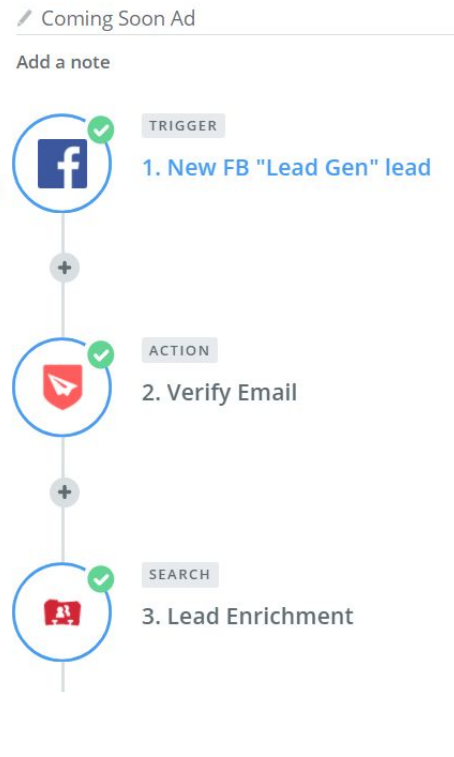 Coming Soon Ad
Add a note
TRIGGER
1. New FB "Lead Gen" lead
ACTION
2. Verify Email
SEARCH
3. Lead Enrichment